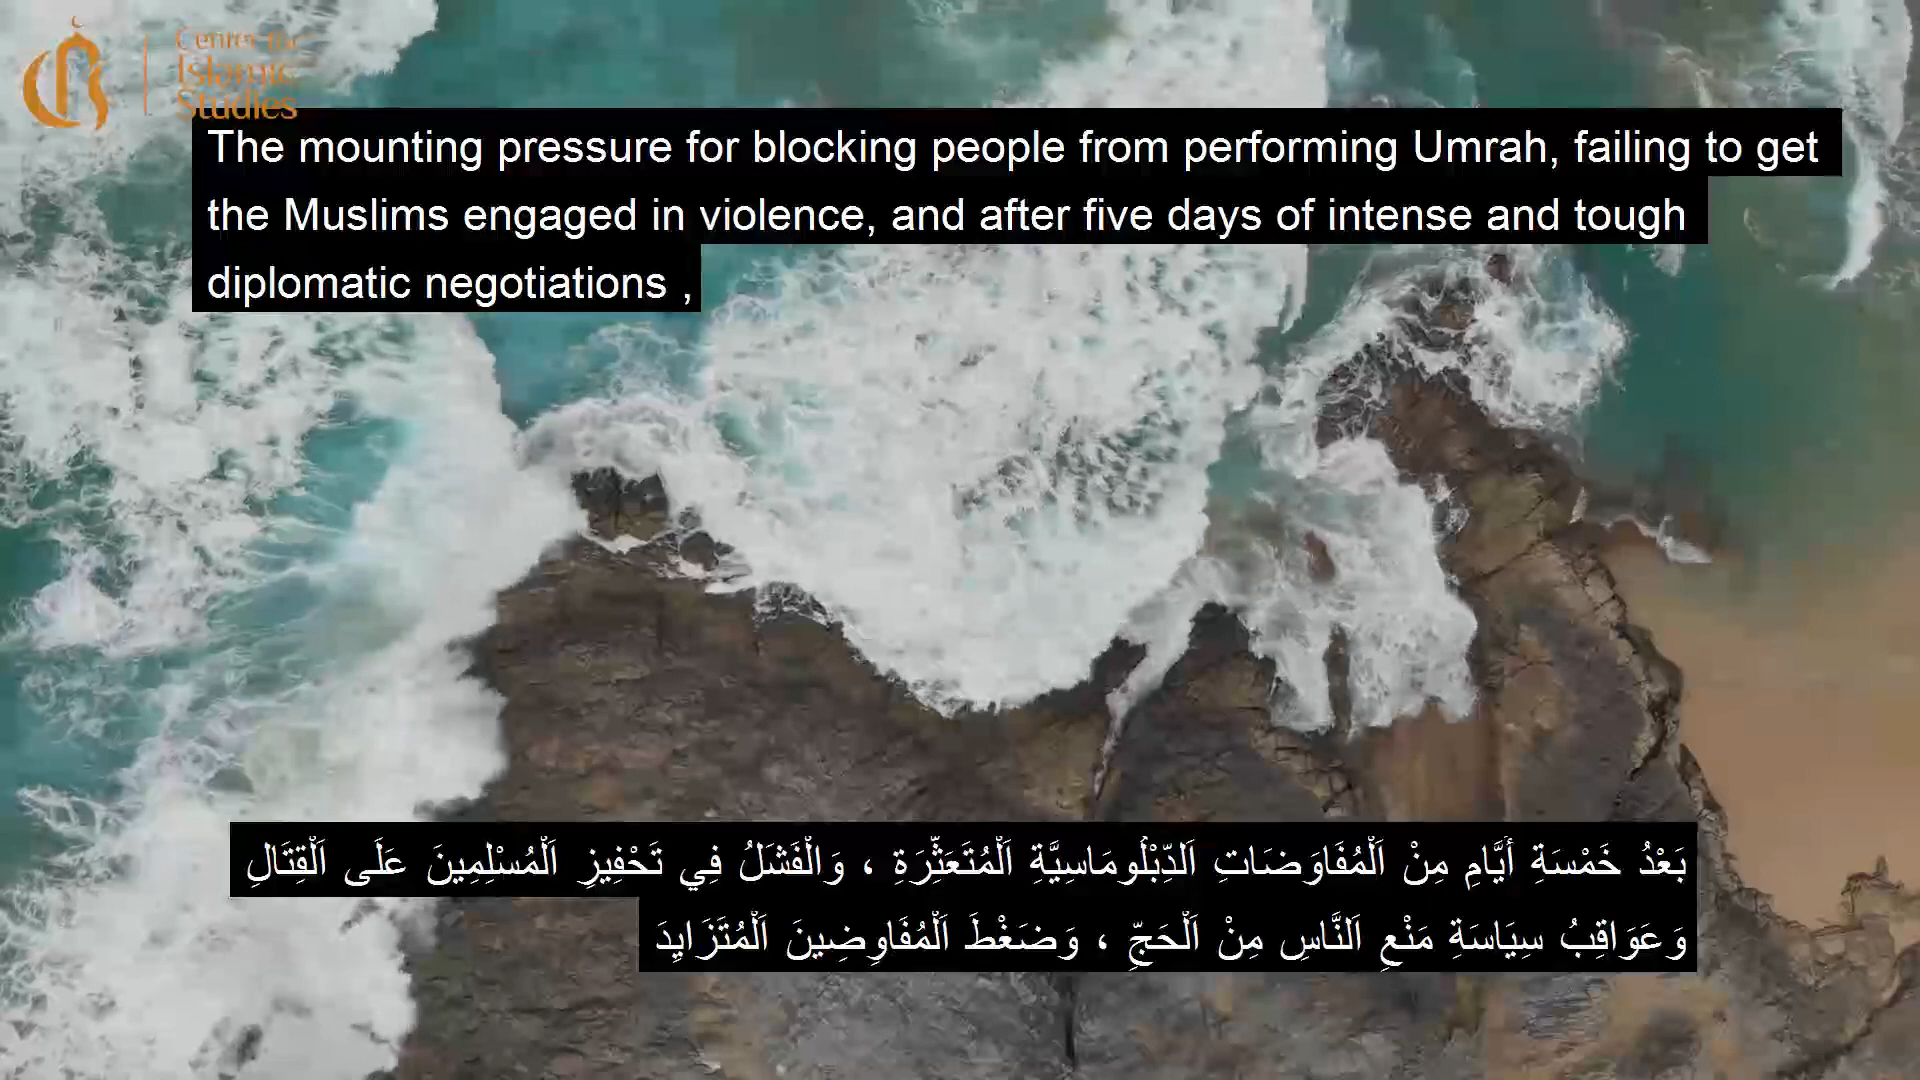 Center for
Islamic
Studies
The mounting pressure for blocking people from performing Umrah, failing to get
the Muslims engaged in violence, and after five days of intense and tough
diplomatic negotiations ,
بَعْدُ خَمْسَةِ أَيَّامِ مِنْ اَلْمُفَاوَضَاتِ اَلدِّبْلُومَاسِيَّةِ اَلْمُتَعَثِّرَةِ ، وَالْفَشَلُ فِي تَحْفِيزِ اَلْمُسْلِمِينَ عَلَى اَلْقِتَالِ
وَعَوَاقِبُ سِيَاسَةِ مَنْعِ اَلنَّاسِ مِنْ اَلْحَجِّ ، وَضَغْطَ اَلْمُفَاوِضِينَ اَلْمُتَزَايِدَ